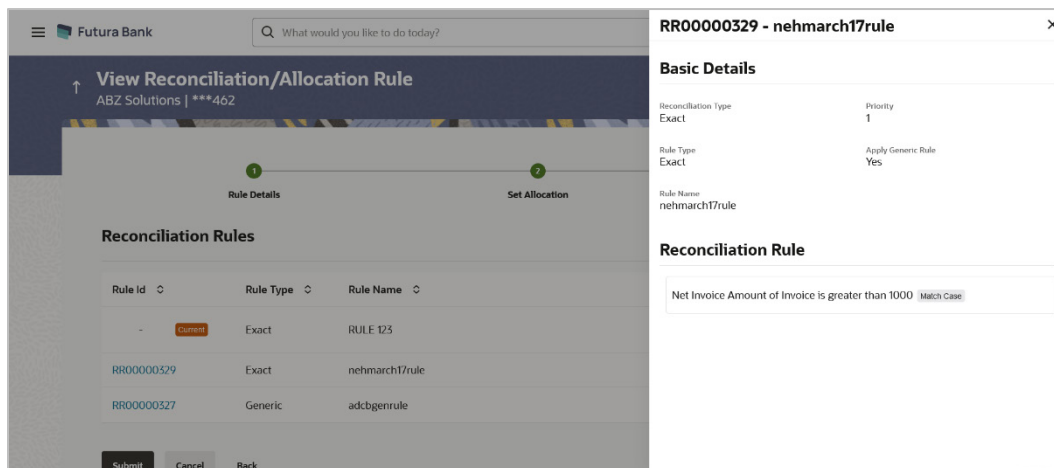 Futura Bank
What would you like to do today?
View Reconciliation/Allocation Rule
ABZ Solutions | ***462
1
2
Rule Details
Set Allocation
Reconciliation Rules
Rule Id
Rule Type
Rule Name
- Current Exact RULE 123
RR00000329 Exact nehmarch17rule
RR00000327 Generic adcbgenrule
Submit Cancel Back
RR00000329 - nehmarch17rule
Basic Details
Reconciliation Type
Exact
Priority
1
Rule Type
Exact
Apply Generic Rule
Yes
Rule Name
nehmarch17rule
Reconciliation Rule
Net Invoice Amount of Invoice is greater than 1000 Match Case